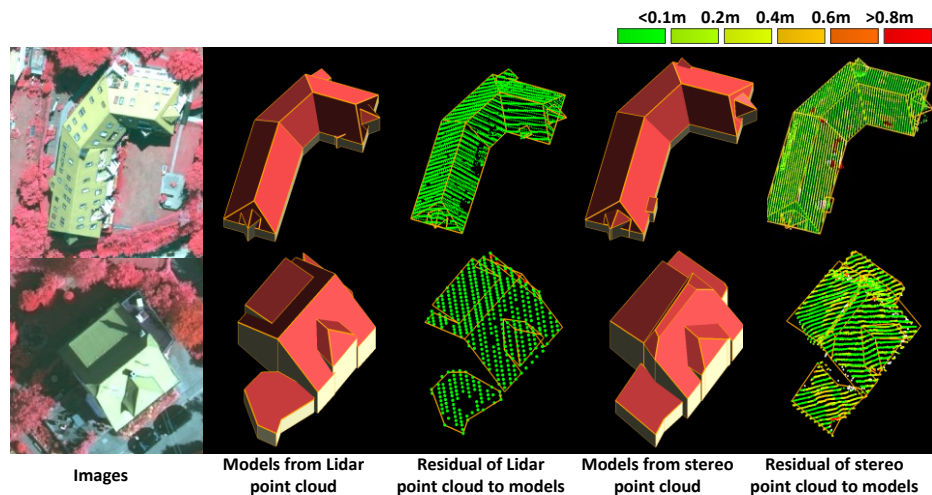 <0.1m 0.2m 0.4m 0.6m >0.8m
Images
Models from Lidar
point cloud
Residual of Lidar
point cloud to models
Models from stereo
point cloud
Residual of stereo
point cloud to models